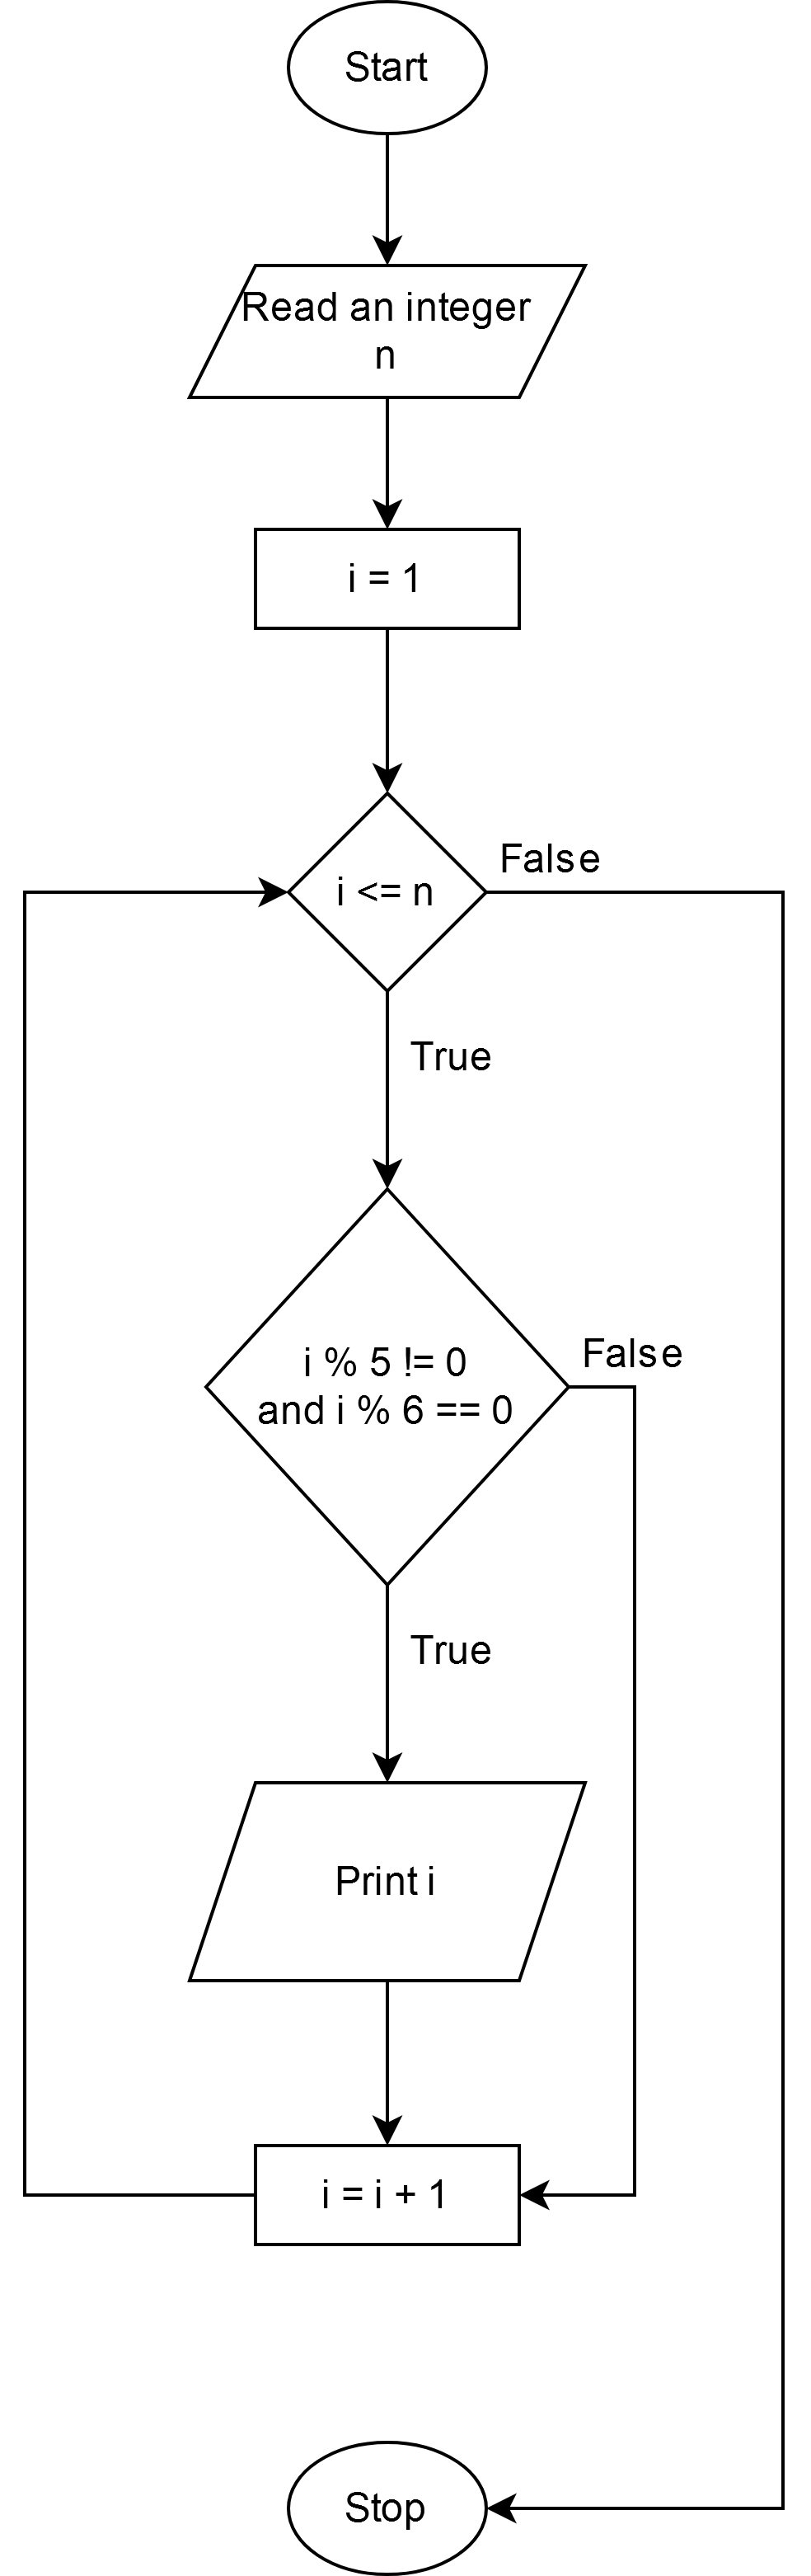 Start
Read an integer
n
i = 1
i <= n
False
True
i % 5 != 0
and i % 6 == 0
False
True
Print i
i = i + 1
Stop